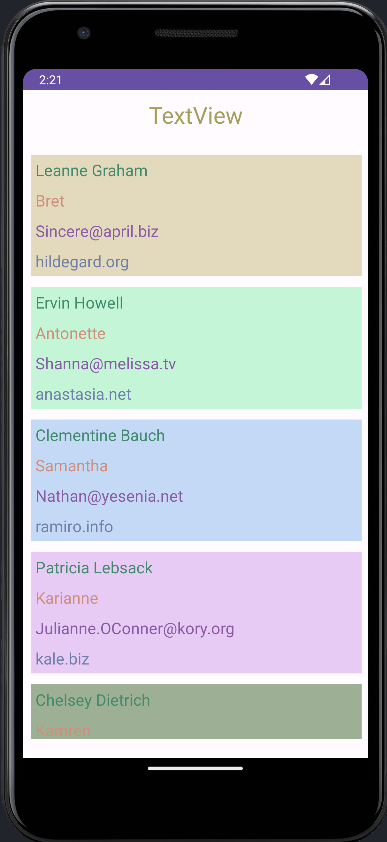 2:21
TextView
Leanne Graham
Bret
Sincere@april.biz
hildegard.org
Ervin Howell
Antonette
Shanna@melissa.tv
anastasia.net
Clementine Bauch
Samantha
Nathan@yesenia.net
ramiro.info
Patricia Lebsack
Karianne
Julianne.OConner@kory.org
kale.biz
Chelsey Dietrich
Kamren